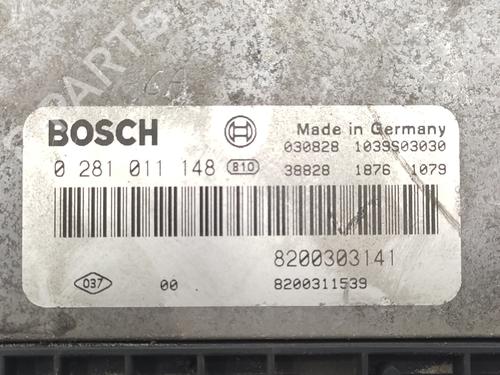 BOSCH
Made in Germany
030828 1039S03030
0 281 011 148 B10
38828 1876 1079
8200303141
037 00 8200311539